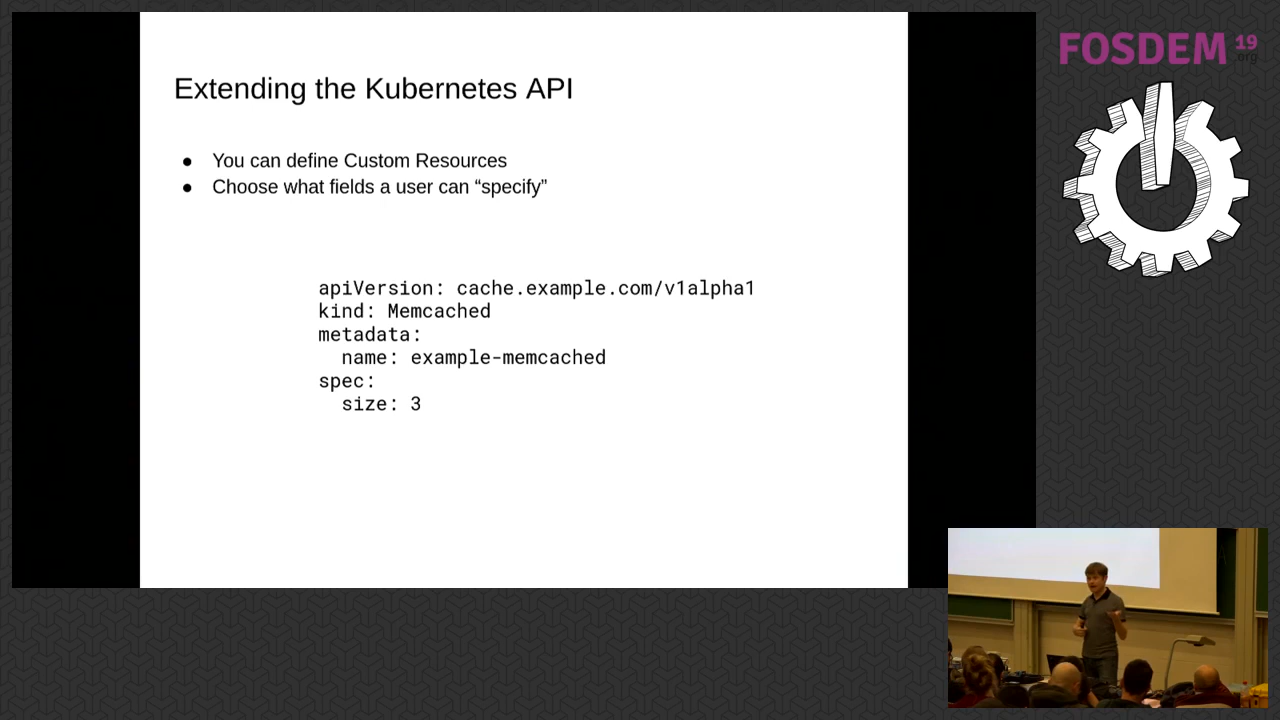 Extending the Kubernetes API
● You can define Custom Resources
● Choose what fields a user can “specify”
apiVersion: cache.example.com/v1alpha1
kind: Memcached
metadata:
  name: example-memcached
spec:
  size: 3
FOSDEM 19
.org